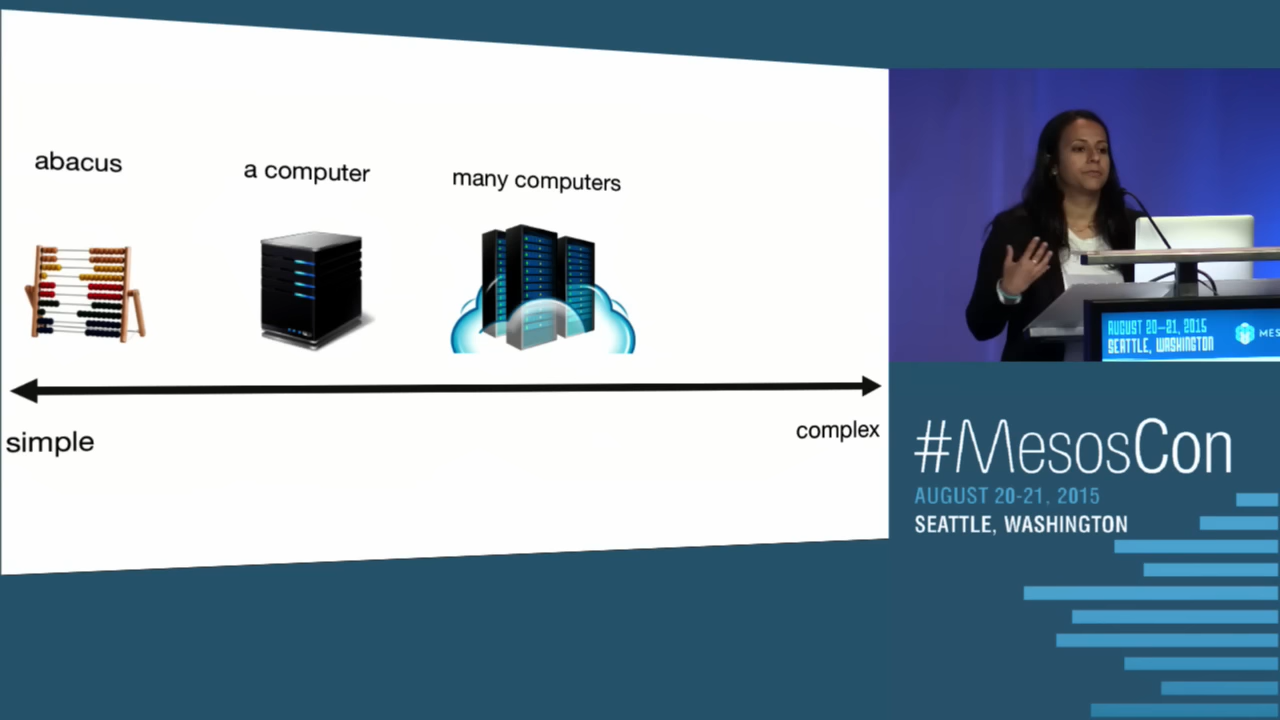 abacus
a computer
many computers
simple
complex
AUGUST 20-21, 2015
SEATTLE, WASHINGTON
MES
#MesosCon
AUGUST 20-21, 2015
SEATTLE, WASHINGTON